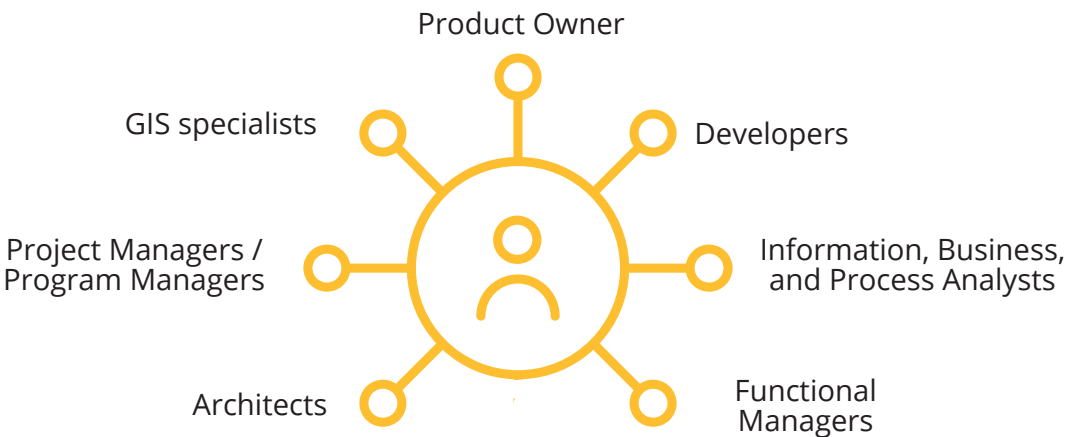 Product Owner
GIS specialists
Developers
Project Managers /
Program Managers
Information, Business,
and Process Analysts
Architects
Functional
Managers